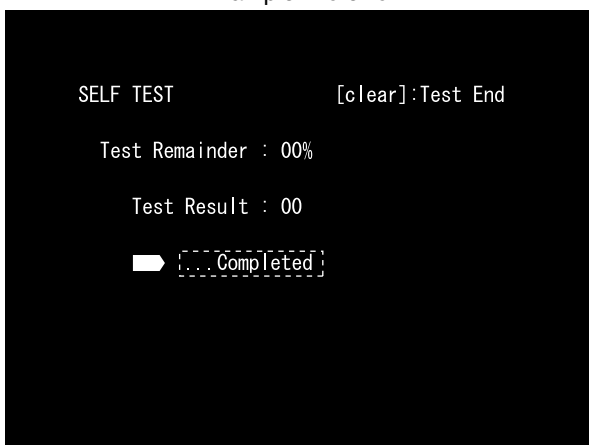 SELF TEST [clear]:Test End
Test Remainder : 00%
Test Result : 00
...Completed